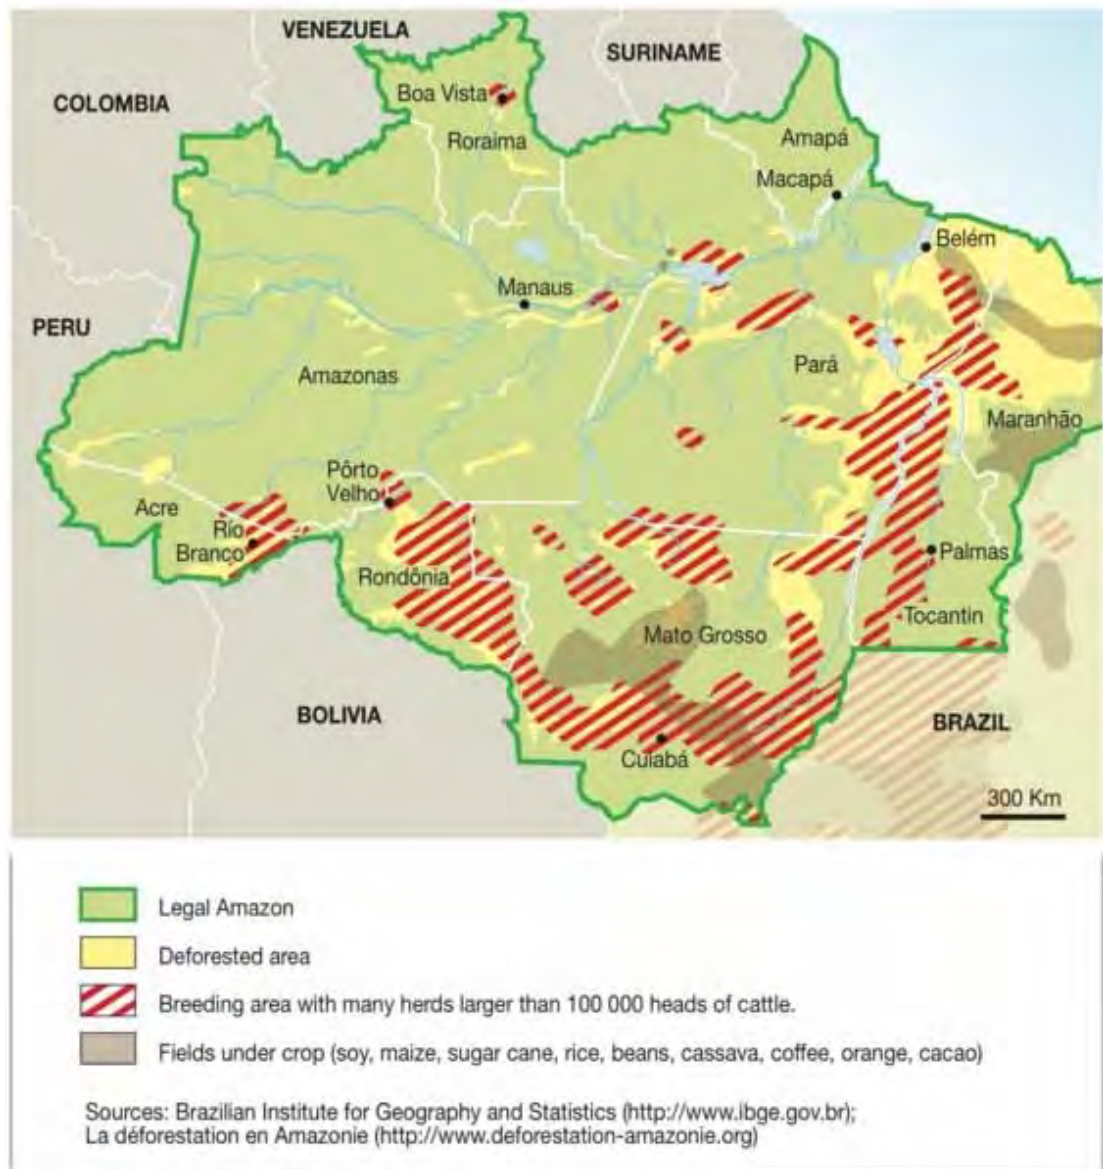 VENEZUELA
SURINAME
COLOMBIA
Boa Vista
Roraima
Amapá
Macapá
Belém
Manaus
PERU
Pará
Amazonas
Maranhão
Pôrto
Velho
Acre
Río
Branco
Palmas
Rondônia
Tocantin
Mato Grosso
BOLIVIA
BRAZIL
Cuiabá
300 Km
Legal Amazon
Deforested area
Breeding area with many herds larger than 100 000 heads of cattle.
Fields under crop (soy, maize, sugar cane, rice, beans, cassava, coffee, orange, cacao)
Sources: Brazilian Institute for Geography and Statistics (http://www.ibge.gov.br);
La déforestation en Amazonie (http://www.deforestation-amazonie.org)